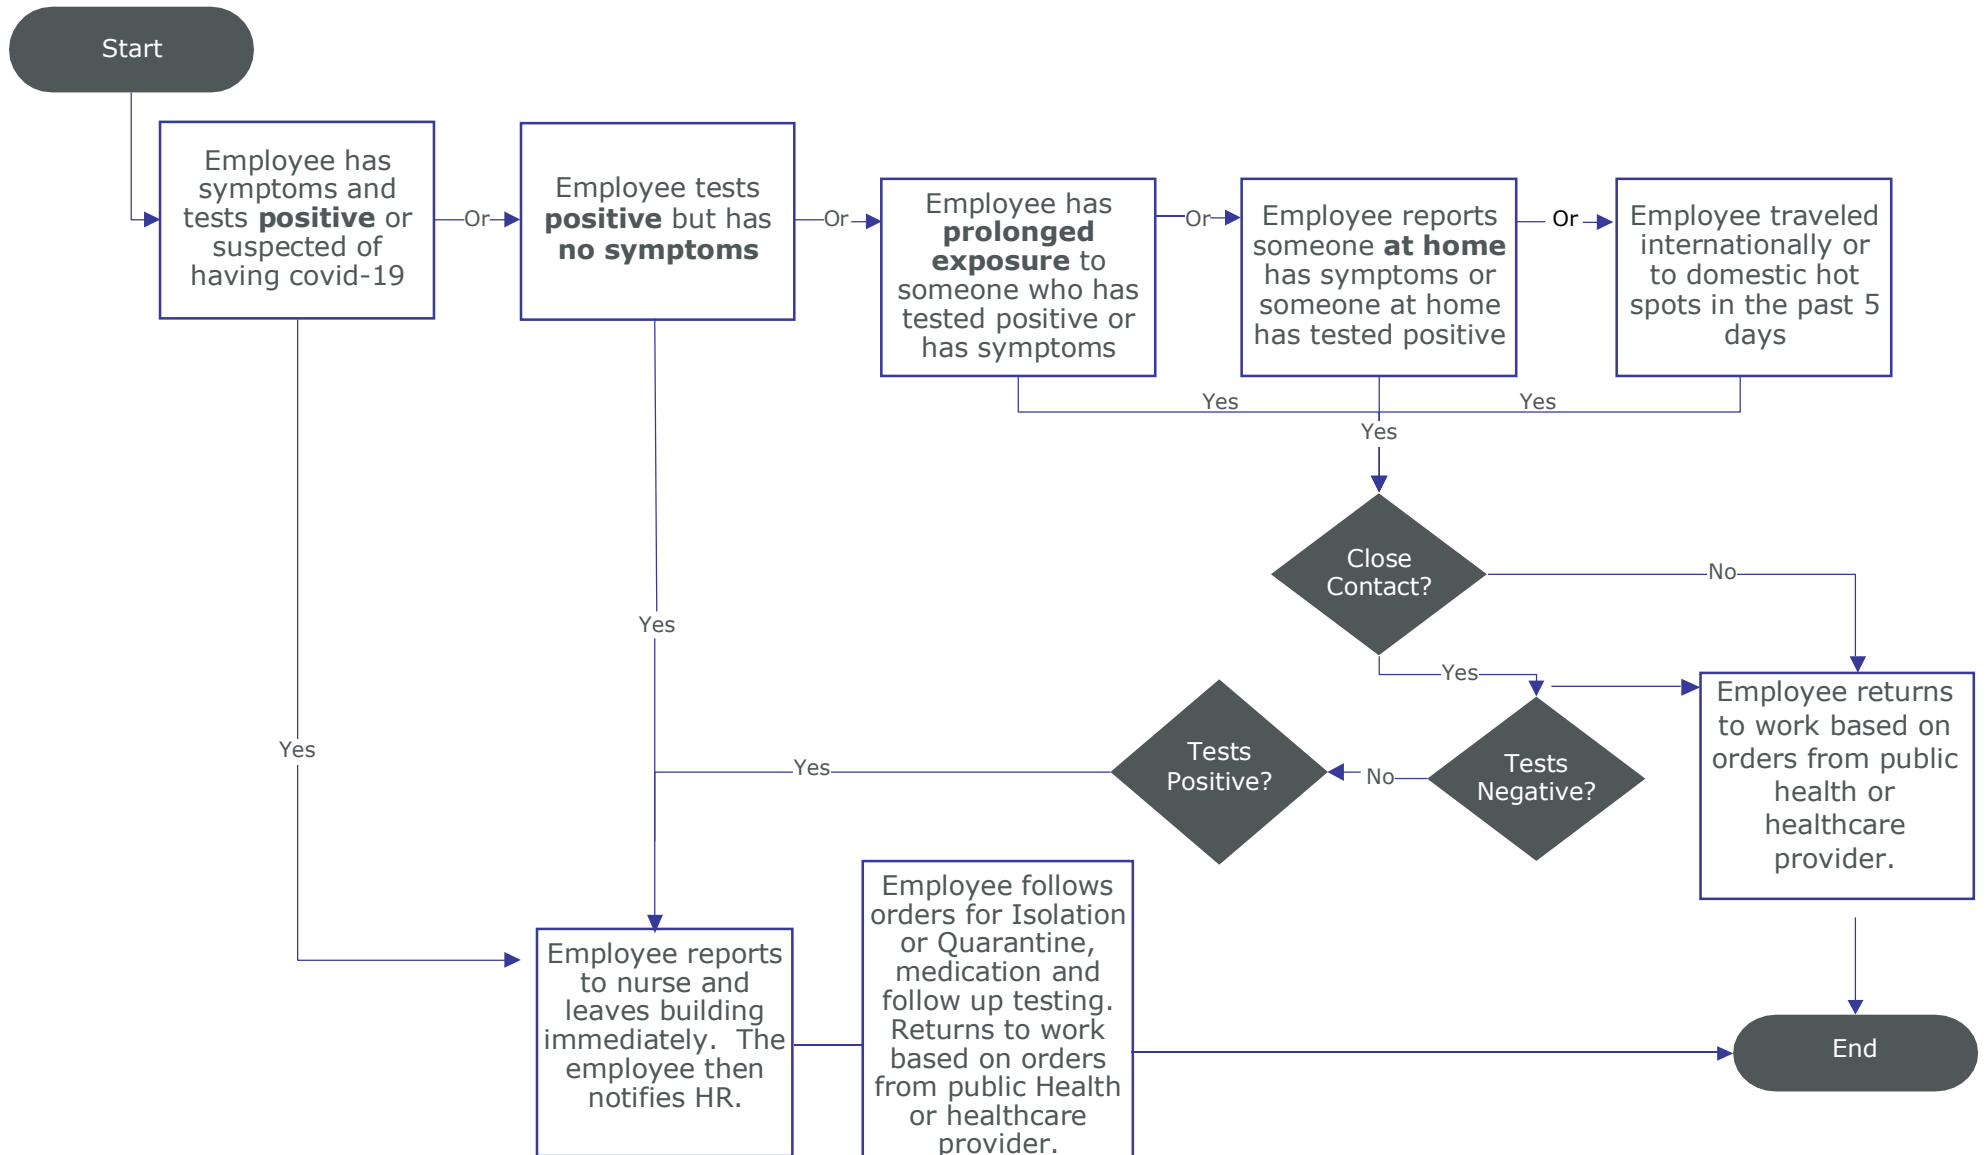 Start
Employee has
symptoms and
tests positive or
suspected of
having covid-19
Or
Employee tests
positive but has
no symptoms
Or
Employee has
prolonged
exposure to
someone who has
tested positive or
has symptoms
Or
Employee reports
someone at home
has symptoms or
someone at home
has tested positive
Or
Employee traveled
internationally or
to domestic hot
spots in the past 5
days
Yes
Yes
Yes
Close
Contact?
No
Yes
Yes
Yes
Tests
Positive?
Yes
No
Tests
Negative?
Employee returns
to work based on
orders from public
health or
healthcare
provider.
Employee reports
to nurse and
leaves building
immediately.  The
employee then
notifies HR.
Employee follows
orders for Isolation
or Quarantine,
medication and
follow up testing.
Returns to work
based on orders
from public Health
or healthcare
provider.
End